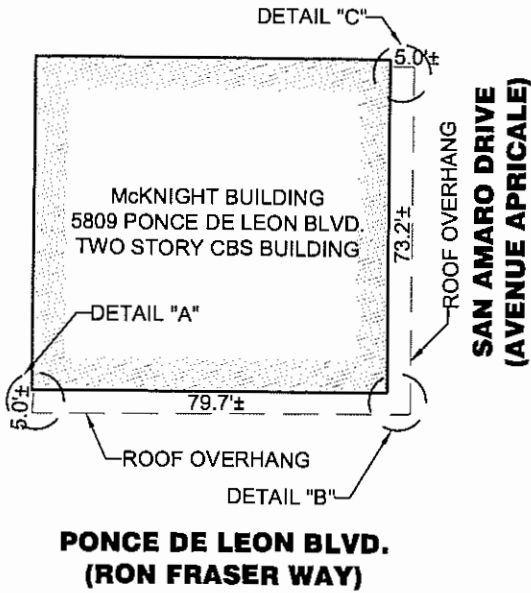 DETAIL "C"
5.0'±
McKNIGHT BUILDING
5809 PONCE DE LEON BLVD.
TWO STORY CBS BUILDING
73.2'±
ROOF OVERHANG
SAN AMARO DRIVE
(AVENUE APRICALE)
DETAIL "A"
5.0'±
79.7'±
ROOF OVERHANG
DETAIL "B"
PONCE DE LEON BLVD.
(RON FRASER WAY)